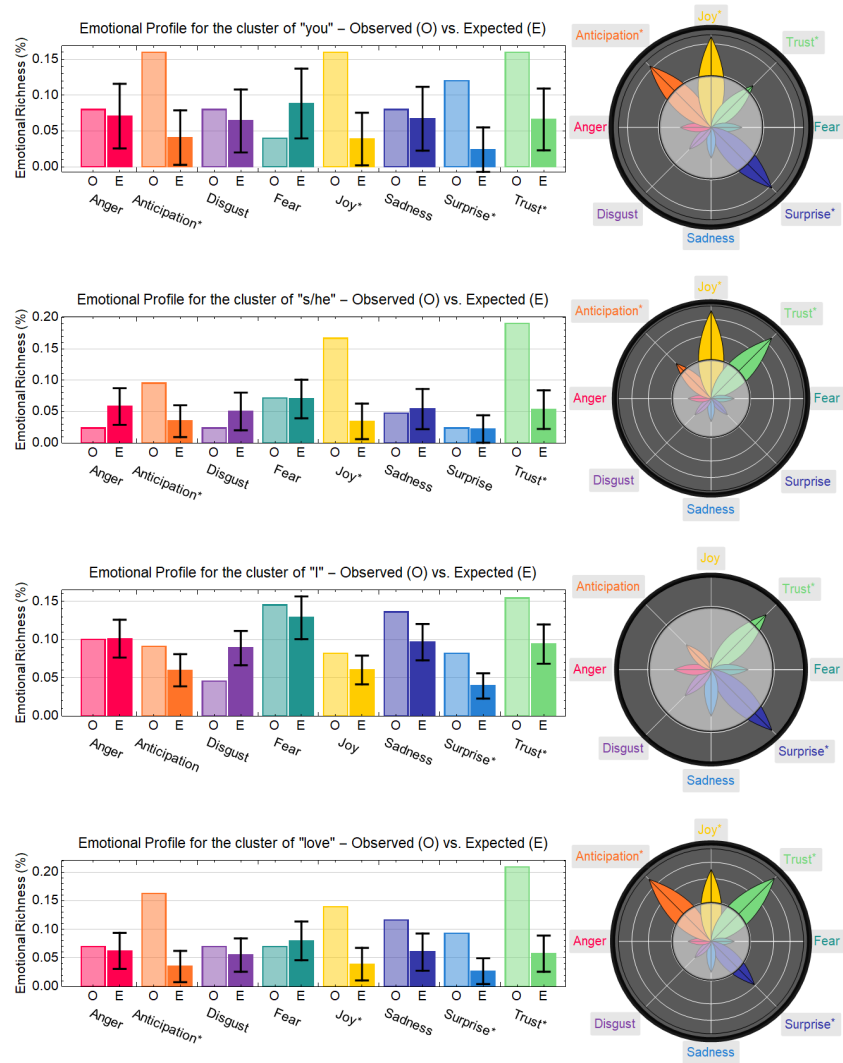 Emotional Profile for the cluster of "you" – Observed (O) vs. Expected (E)
Emotional Richness (%)
0.15
0.10
0.05
0.00
O E O E O E O E O E O E O E O E
Anger Anticipation* Disgust Fear Joy* Sadness Surprise* Trust*
Joy*
Anticipation* Trust*
Anger Fear
Disgust Surprise*
Sadness
Emotional Profile for the cluster of "s/he" – Observed (O) vs. Expected (E)
Emotional Richness (%)
0.20
0.15
0.10
0.05
0.00
O E O E O E O E O E O E O E O E
Anger Anticipation* Disgust Fear Joy* Sadness Surprise Trust*
Joy*
Anticipation* Trust*
Anger Fear
Disgust Surprise
Sadness
Emotional Profile for the cluster of "I" – Observed (O) vs. Expected (E)
Emotional Richness (%)
0.15
0.10
0.05
0.00
O E O E O E O E O E O E O E O E
Anger Anticipation Disgust Fear Joy Sadness Surprise* Trust*
Joy
Anticipation Trust*
Anger Fear
Disgust Surprise*
Sadness
Emotional Profile for the cluster of "love" – Observed (O) vs. Expected (E)
Emotional Richness (%)
0.20
0.15
0.10
0.05
0.00
O E O E O E O E O E O E O E O E
Anger Anticipation* Disgust Fear Joy* Sadness Surprise* Trust*
Joy*
Anticipation* Trust*
Anger Fear
Disgust Surprise*
Sadness